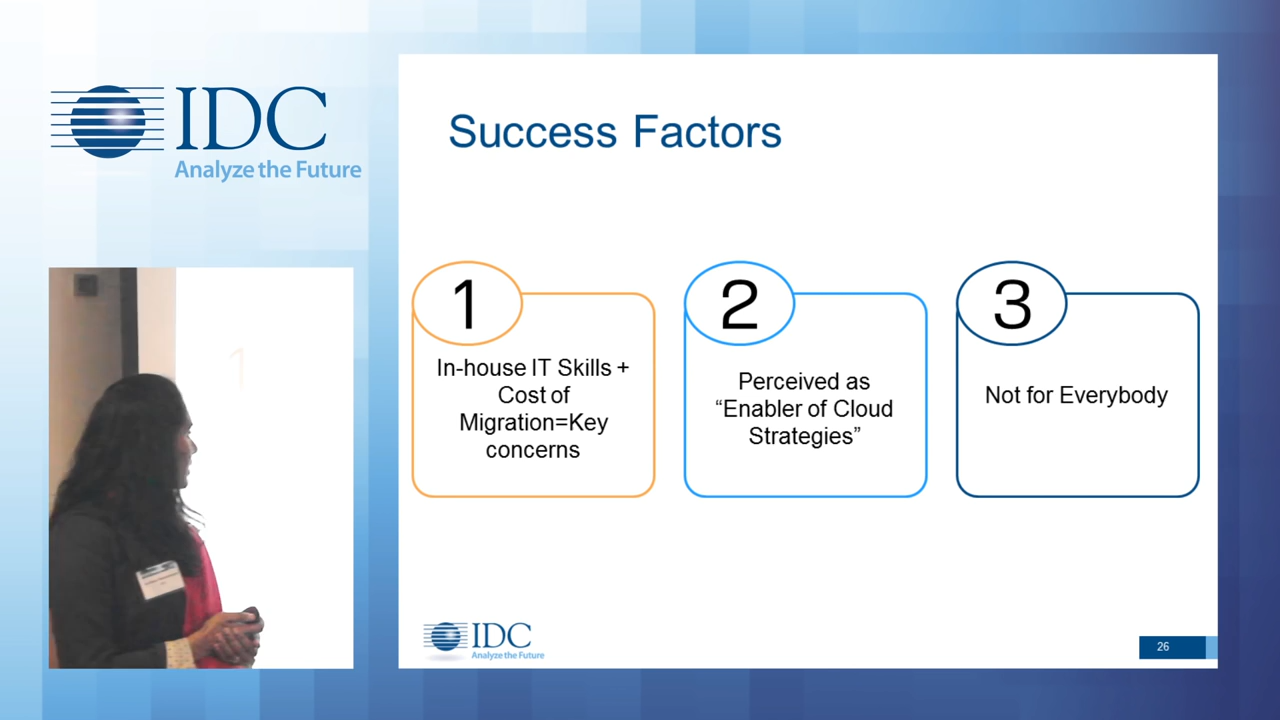 IDC
Analyze the Future
Success Factors
1
In-house IT Skills +
Cost of
Migration=Key
concerns
2
Perceived as
“Enabler of Cloud
Strategies”
3
Not for Everybody
IDC
Analyze the Future
26